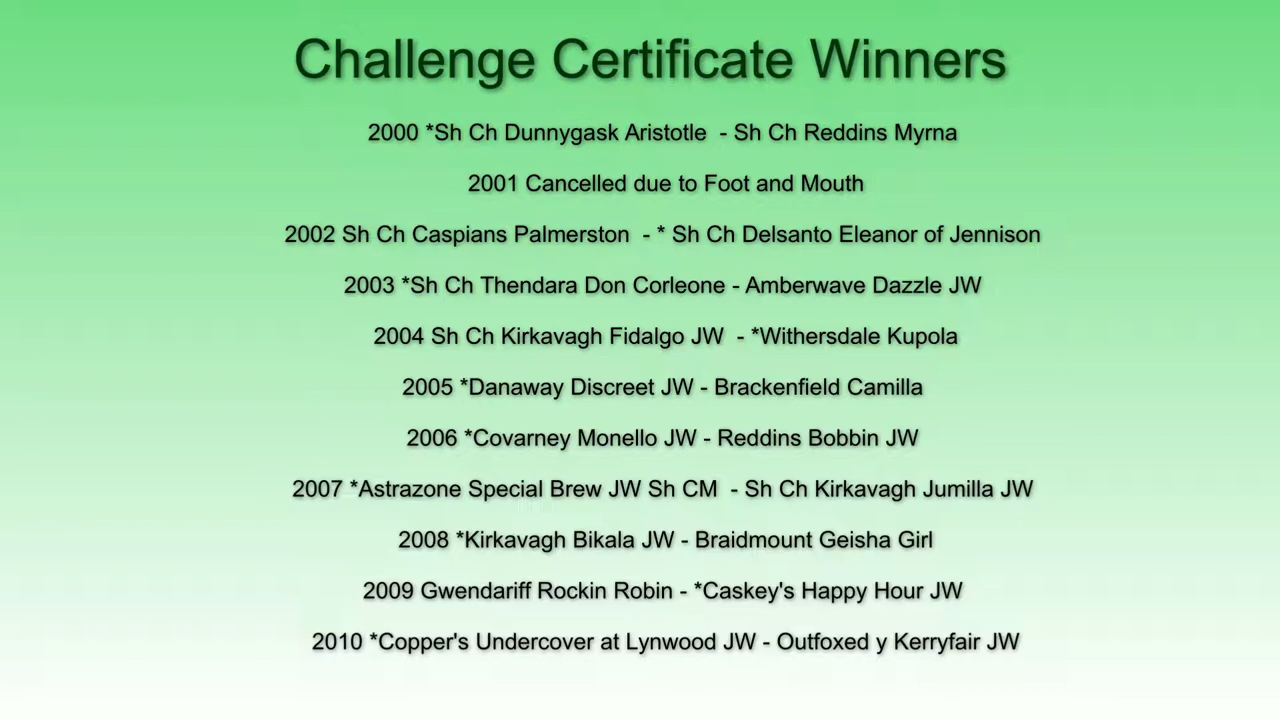 Challenge Certificate Winners
2000 *Sh Ch Dunnygask Aristotle  - Sh Ch Reddins Myrna
2001 Cancelled due to Foot and Mouth
2002 Sh Ch Caspians Palmerston  - * Sh Ch Delsanto Eleanor of Jennison
2003 *Sh Ch Thendara Don Corleone - Amberwave Dazzle JW
2004 Sh Ch Kirkavagh Fidalgo JW  - *Withersdale Kupola
2005 *Danaway Discreet JW - Brackenfield Camilla
2006 *Covarney Monello JW - Reddins Bobbin JW
2007 *Astrazone Special Brew JW Sh CM  - Sh Ch Kirkavagh Jumilla JW
2008 *Kirkavagh Bikala JW - Braidmount Geisha Girl
2009 Gwendariff Rockin Robin - *Caskey's Happy Hour JW
2010 *Copper's Undercover at Lynwood JW - Outfoxed y Kerryfair JW